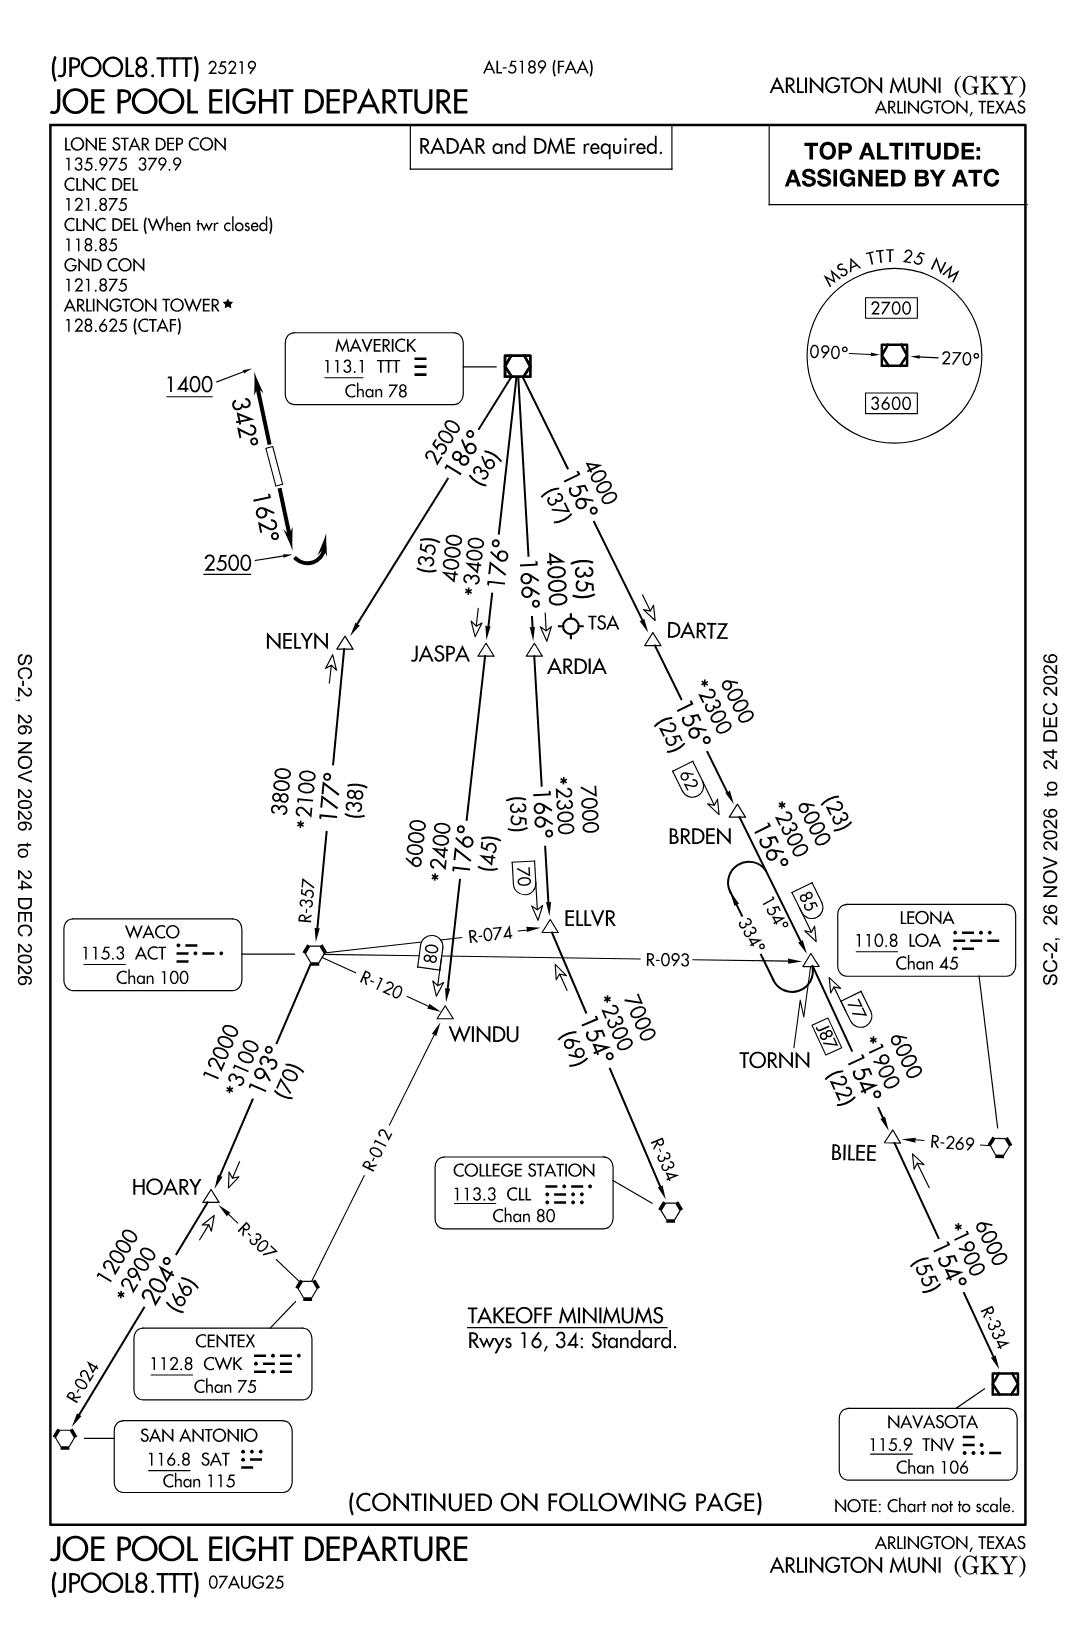 (JPOOL8.TTT) 25219
AL-5189 (FAA)
JOE POOL EIGHT DEPARTURE
ARLINGTON MUNI (GKY)
ARLINGTON, TEXAS
LONE STAR DEP CON
135.975 379.9
CLNC DEL
121.875
CLNC DEL (When twr closed)
118.85
GND CON
121.875
ARLINGTON TOWER★
128.625 (CTAF)
RADAR and DME required.
TOP ALTITUDE:
ASSIGNED BY ATC
MSA TTT 25 NM
2700
090°
270°
3600
MAVERICK
113.1 TTT
Chan 78
1400
342°
162°
2500
2500
186°
(36)
(35)
4000
*3400
176°
166°
4000
(35)
4000
156°
(37)
TSA
NELYN
JASPA
ARDIA
DARTZ
3800
*2100
177°
(38)
R-357
6000
*2400
176°
(45)
7000
*2300
166°
(35)
70
6000
*2300
156°
(25)
62
BRDEN
(23)
6000
*2300
156°
85
154°
334°
WACO
115.3 ACT
Chan 100
R-074
80
R-120
R-093
ELLVR
LEONA
110.8 LOA
Chan 45
WINDU
TORNN
77
J87
12000
*3100
193°
(70)
7000
*2300
154°
(69)
6000
*1900
154°
(22)
R-012
R-334
BILEE
R-269
HOARY
R-307
COLLEGE STATION
113.3 CLL
Chan 80
12000
*2900
204°
(66)
R-024
6000
*1900
154°
(55)
R-334
CENTEX
112.8 CWK
Chan 75
TAKEOFF MINIMUMS
Rwys 16, 34: Standard.
SAN ANTONIO
116.8 SAT
Chan 115
NAVASOTA
115.9 TNV
Chan 106
(CONTINUED ON FOLLOWING PAGE)
NOTE: Chart not to scale.
SC-2, 26 NOV 2026 to 24 DEC 2026
SC-2, 26 NOV 2026 to 24 DEC 2026
JOE POOL EIGHT DEPARTURE
(JPOOL8.TTT) 07AUG25
ARLINGTON, TEXAS
ARLINGTON MUNI (GKY)